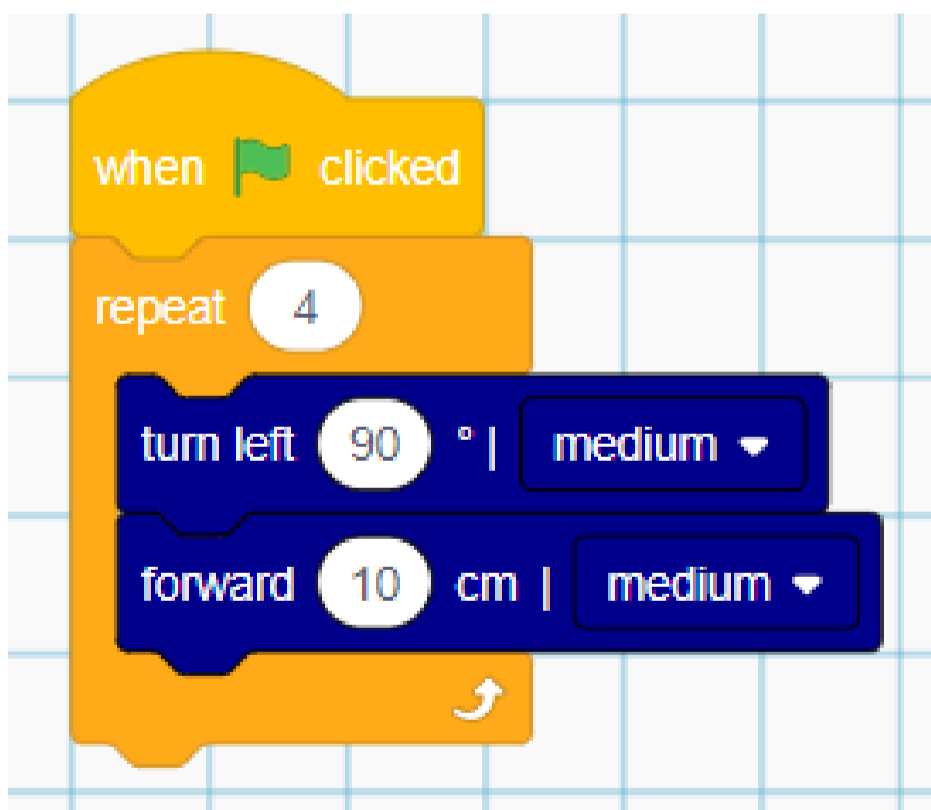 when clicked
repeat 4
turn left 90 ° | medium
forward 10 cm | medium